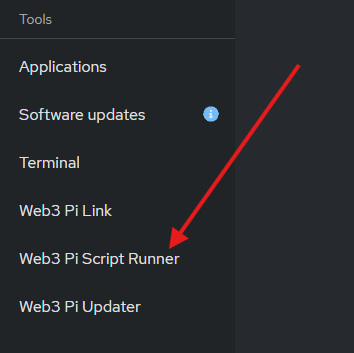 Tools
Applications
Software updates
Terminal
Web3 Pi Link
Web3 Pi Script Runner
Web3 Pi Updater